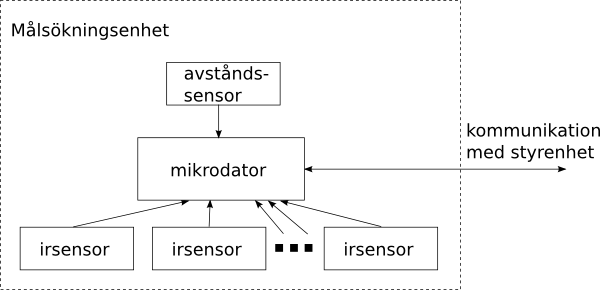 Målsökningsenhet
avstånds-
sensor
kommunikation
med styrenhet
mikrodator
irsensor
irsensor
irsensor